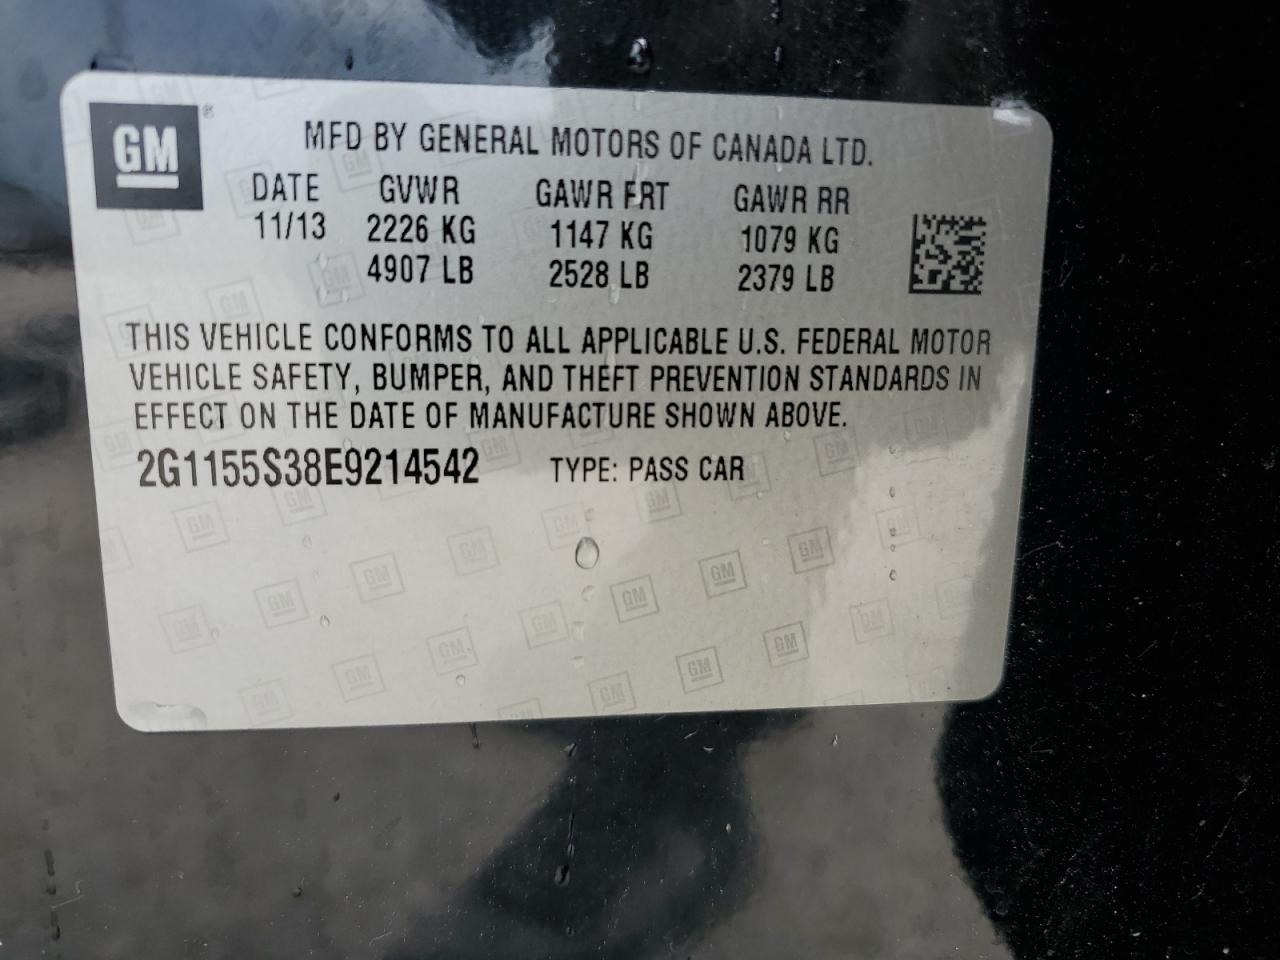 GM ®
MFD BY GENERAL MOTORS OF CANADA LTD.
DATE GVWR GAWR FRT GAWR RR
11/13 2226 KG 1147 KG 1079 KG
4907 LB 2528 LB 2379 LB
THIS VEHICLE CONFORMS TO ALL APPLICABLE U.S. FEDERAL MOTOR
VEHICLE SAFETY, BUMPER, AND THEFT PREVENTION STANDARDS IN
EFFECT ON THE DATE OF MANUFACTURE SHOWN ABOVE.
2G1155S38E9214542 TYPE: PASS CAR